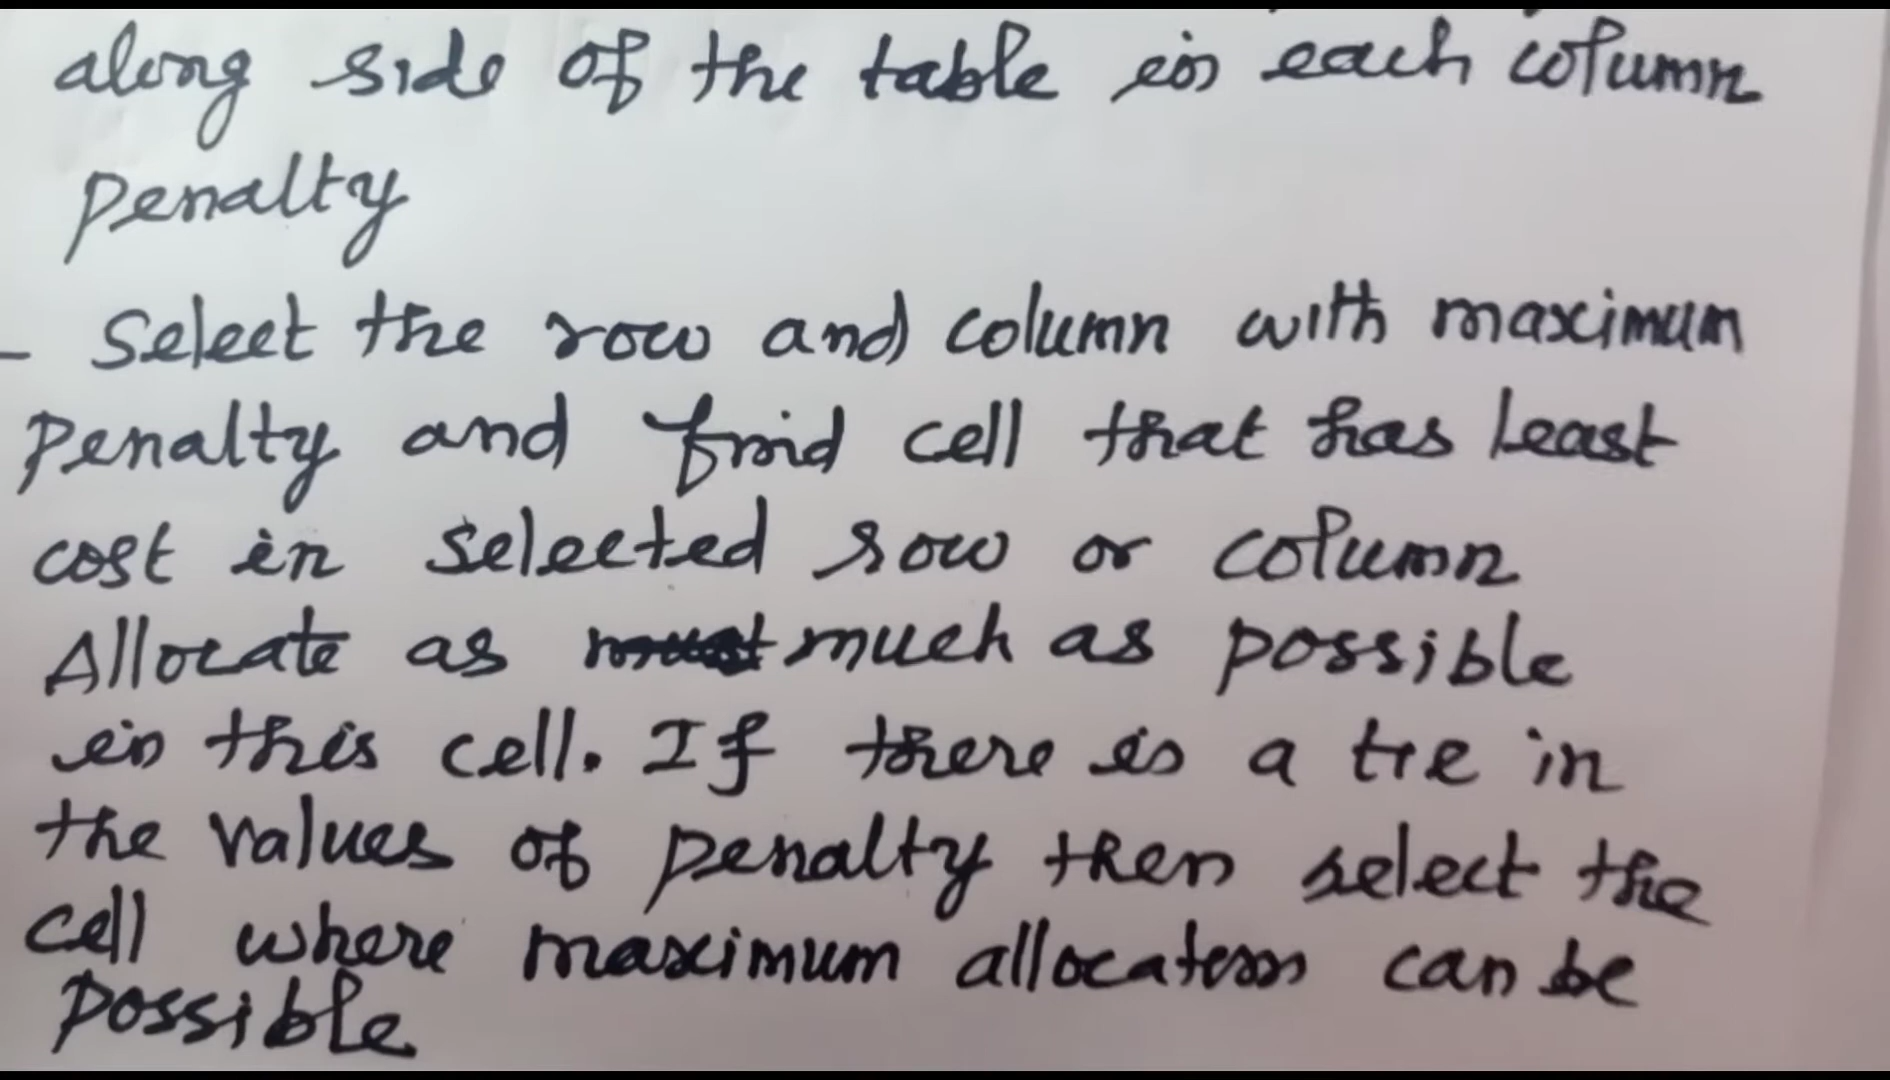 along side of the table in each column
Penalty
- Select the row and column with maximum
Penalty and find cell that has least
cost in selected row or column
Allocate as much as possible
in this cell. If there is a tie in
the values of penalty then select the
cell where maximum allocation can be
Possible